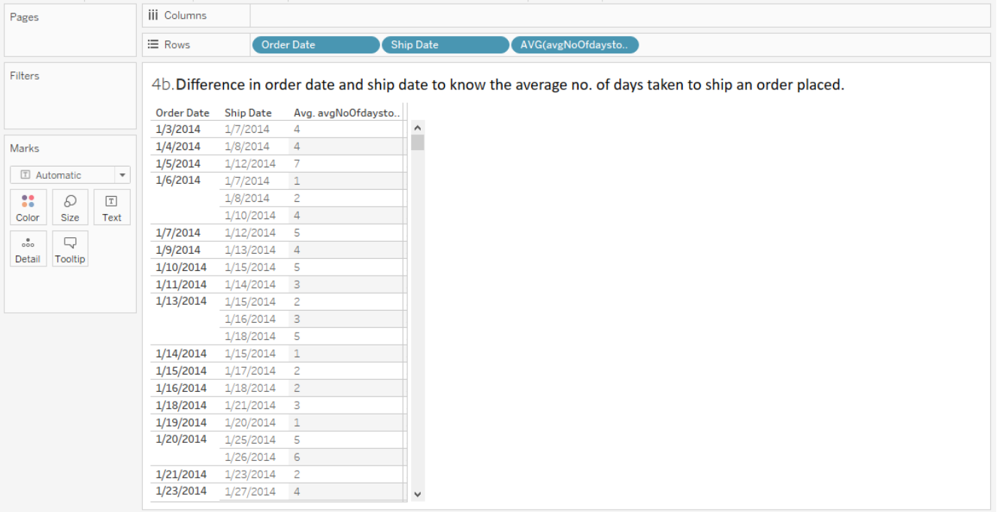 Pages
Columns
Rows Order Date Ship Date AVG(avgNoOfdaysto..
Filters
4b.Difference in order date and ship date to know the average no. of days taken to ship an order placed.
Order Date Ship Date Avg. avgNoOfdaysto..
1/3/2014 1/7/2014 4
1/4/2014 1/8/2014 4
1/5/2014 1/12/2014 7
1/6/2014 1/7/2014 1
1/8/2014 2
1/10/2014 4
1/7/2014 1/12/2014 5
1/9/2014 1/13/2014 4
1/10/2014 1/15/2014 5
1/11/2014 1/14/2014 3
1/13/2014 1/15/2014 2
1/16/2014 3
1/18/2014 5
1/14/2014 1/15/2014 1
1/15/2014 1/17/2014 2
1/16/2014 1/18/2014 2
1/18/2014 1/21/2014 3
1/19/2014 1/20/2014 1
1/20/2014 1/25/2014 5
1/26/2014 6
1/21/2014 1/23/2014 2
1/23/2014 1/27/2014 4
Marks
T Automatic
Color Size T Text
Detail Tooltip